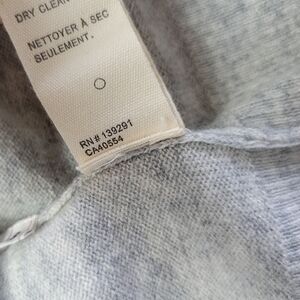 DRY CLEAN
NETTOYER À SEC
SEULEMENT.
RN# 139291
CA40554